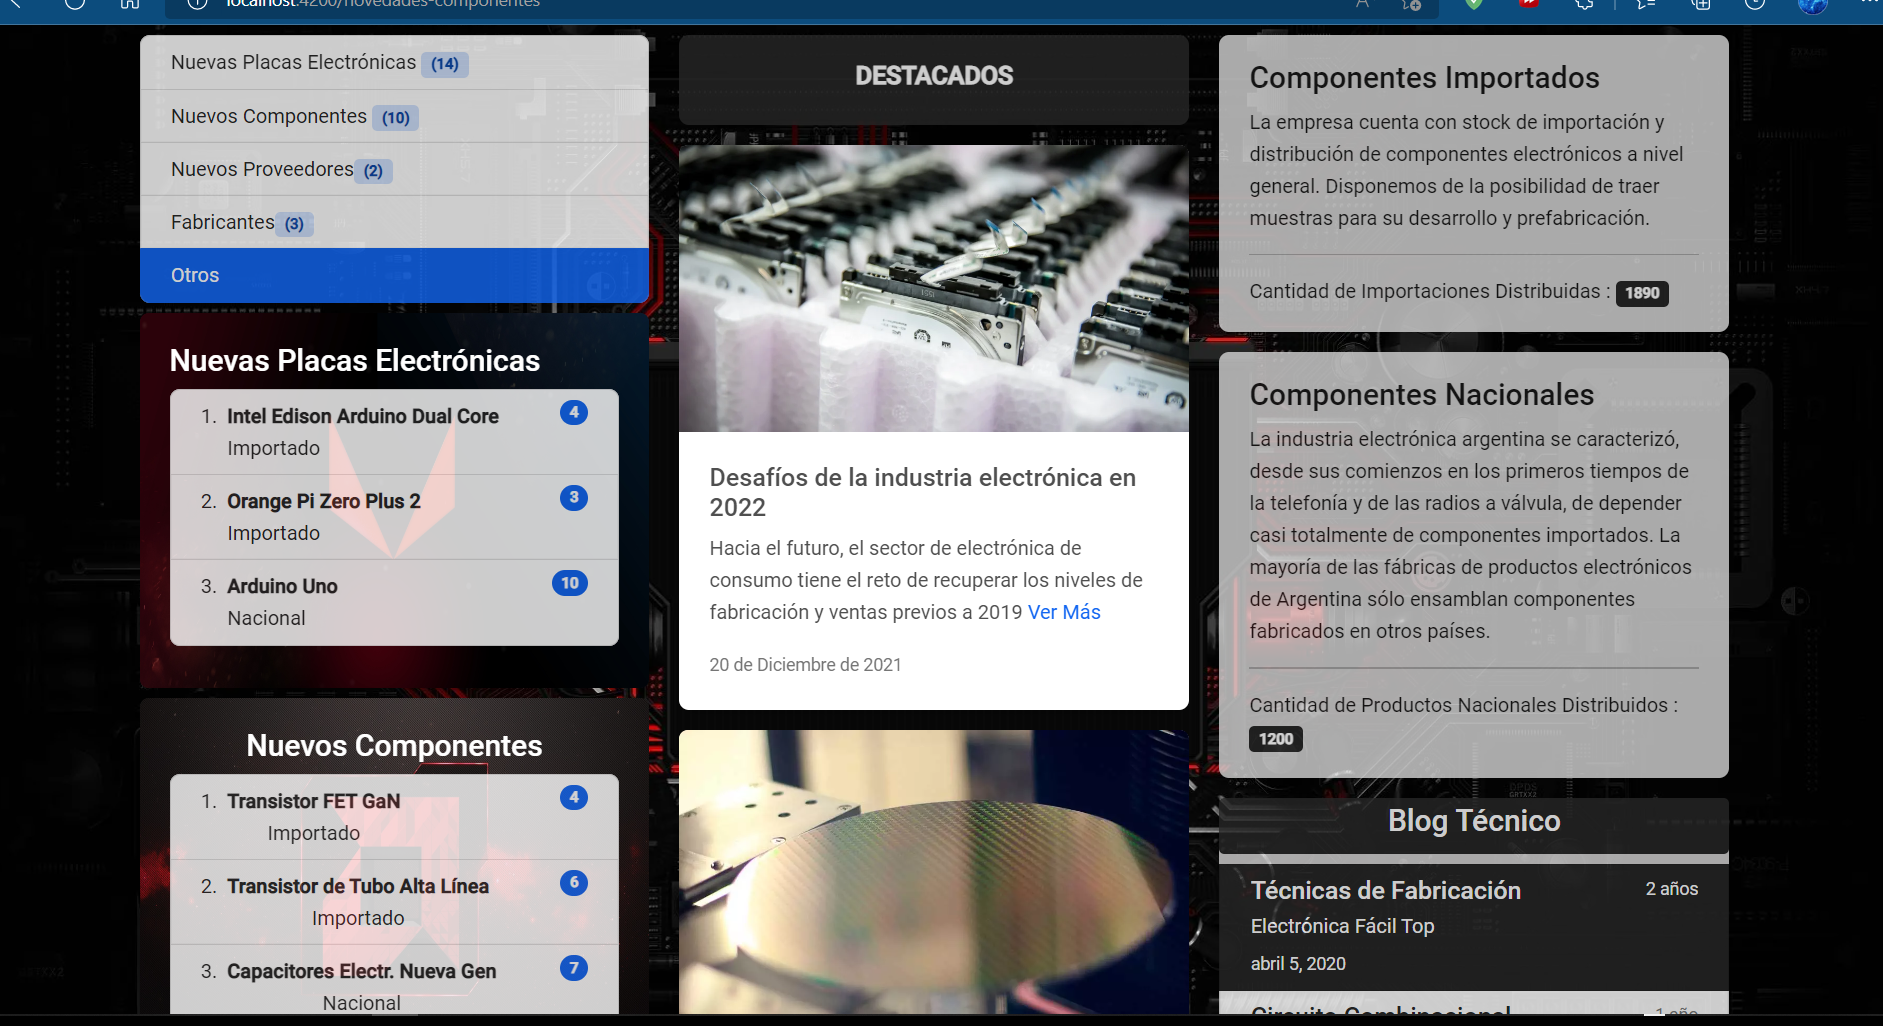 localhost:4200/novedades-componentes
Nuevas Placas Electrónicas (14)
Nuevos Componentes (10)
Nuevos Proveedores (2)
Fabricantes (3)
Otros
Nuevas Placas Electrónicas
1. Intel Edison Arduino Dual Core 4
Importado
2. Orange Pi Zero Plus 2 3
Importado
3. Arduino Uno 10
Nacional
Nuevos Componentes
1. Transistor FET GaN 4
Importado
2. Transistor de Tubo Alta Línea 6
Importado
3. Capacitores Electr. Nueva Gen 7
Nacional
DESTACADOS
Desafíos de la industria electrónica en
2022
Hacia el futuro, el sector de electrónica de
consumo tiene el reto de recuperar los niveles de
fabricación y ventas previos a 2019 Ver Más
20 de Diciembre de 2021
Componentes Importados
La empresa cuenta con stock de importación y
distribución de componentes electrónicos a nivel
general. Disponemos de la posibilidad de traer
muestras para su desarrollo y prefabricación.
Cantidad de Importaciones Distribuidas : 1890
Componentes Nacionales
La industria electrónica argentina se caracterizó,
desde sus comienzos en los primeros tiempos de
la telefonía y de las radios a válvula, de depender
casi totalmente de componentes importados. La
mayoría de las fábricas de productos electrónicos
de Argentina sólo ensamblan componentes
fabricados en otros países.
Cantidad de Productos Nacionales Distribuidos :
1200
Blog Técnico
Técnicas de Fabricación 2 años
Electrónica Fácil Top
abril 5, 2020
Circuito Combinacional 1 año